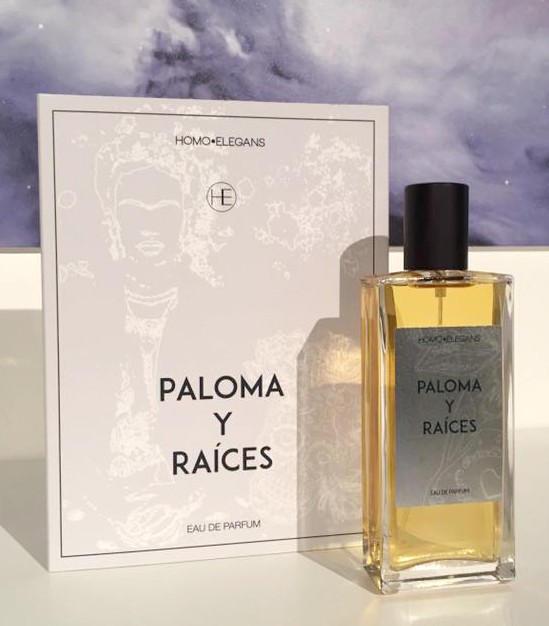 HOMO•ELEGANS
HE
PALOMA
Y
RAÍCES
EAU DE PARFUM
HOMO•ELEGANS
PALOMA
Y
RAÍCES
EAU DE PARFUM